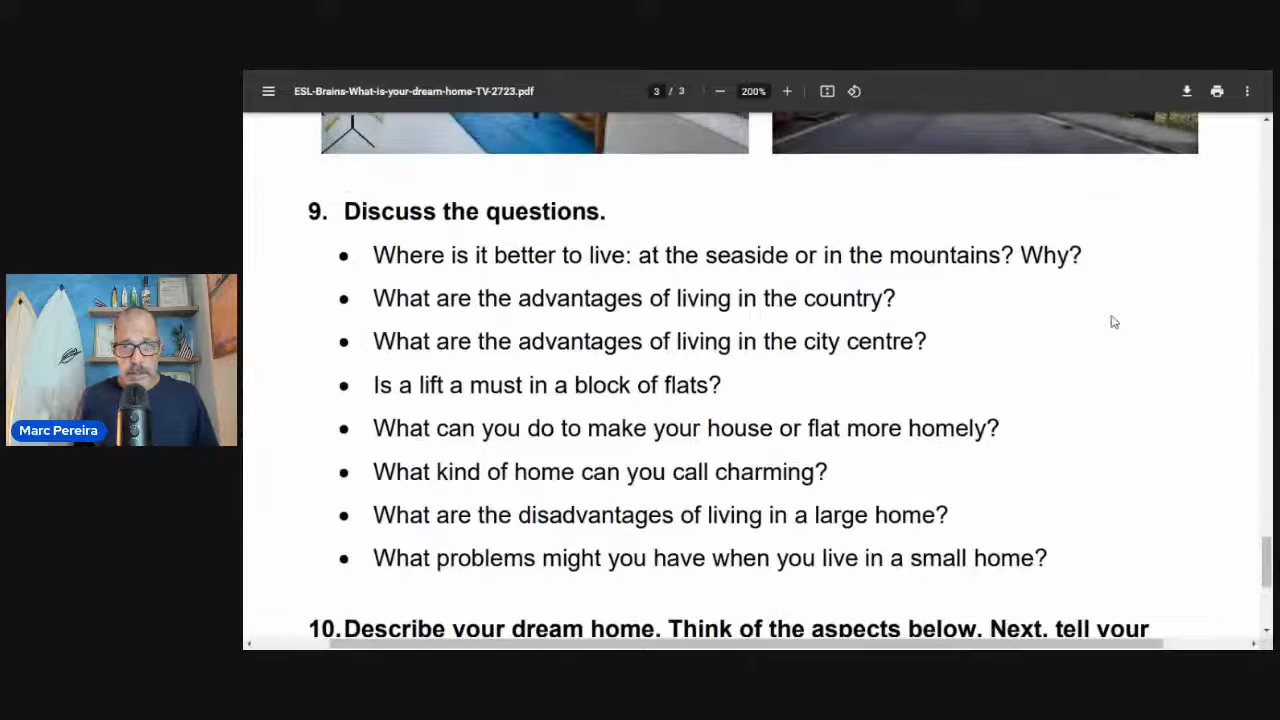 ESL-Brains-What-is-your-dream-home-TV-2723.pdf
3 / 3
200%
9. Discuss the questions.
• Where is it better to live: at the seaside or in the mountains? Why?
• What are the advantages of living in the country?
• What are the advantages of living in the city centre?
• Is a lift a must in a block of flats?
• What can you do to make your house or flat more homely?
• What kind of home can you call charming?
• What are the disadvantages of living in a large home?
• What problems might you have when you live in a small home?
10. Describe your dream home. Think of the aspects below. Next, tell your
Marc Pereira